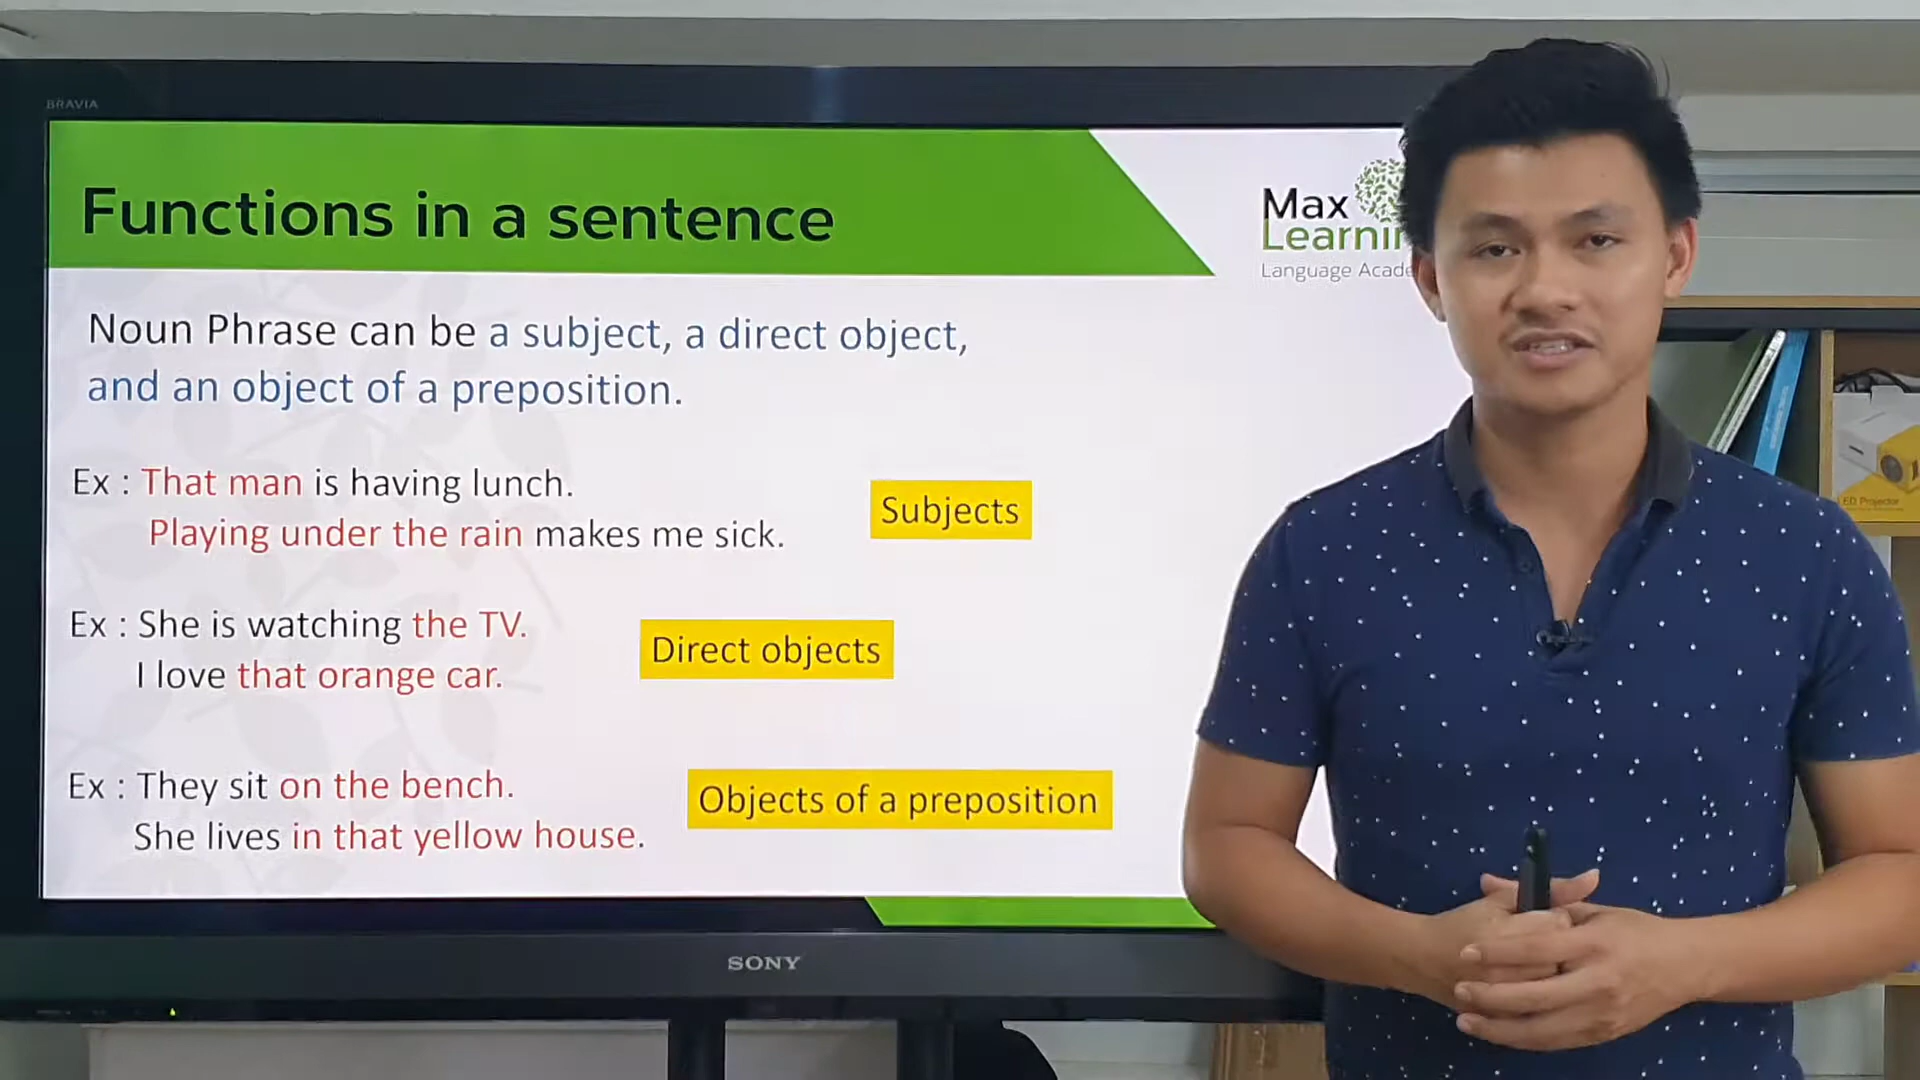 BRAVIA
Functions in a sentence
Max
Language
Noun Phrase can be a subject, a direct object,
and an object of a preposition.
Ex : That man is having lunch.
Playing under the rain makes me sick.
Subjects
Ex : She is watching the TV.
I love that orange car.
Direct objects
Ex : They sit on the bench.
She lives in that yellow house.
Objects of a preposition
SONY
Projector